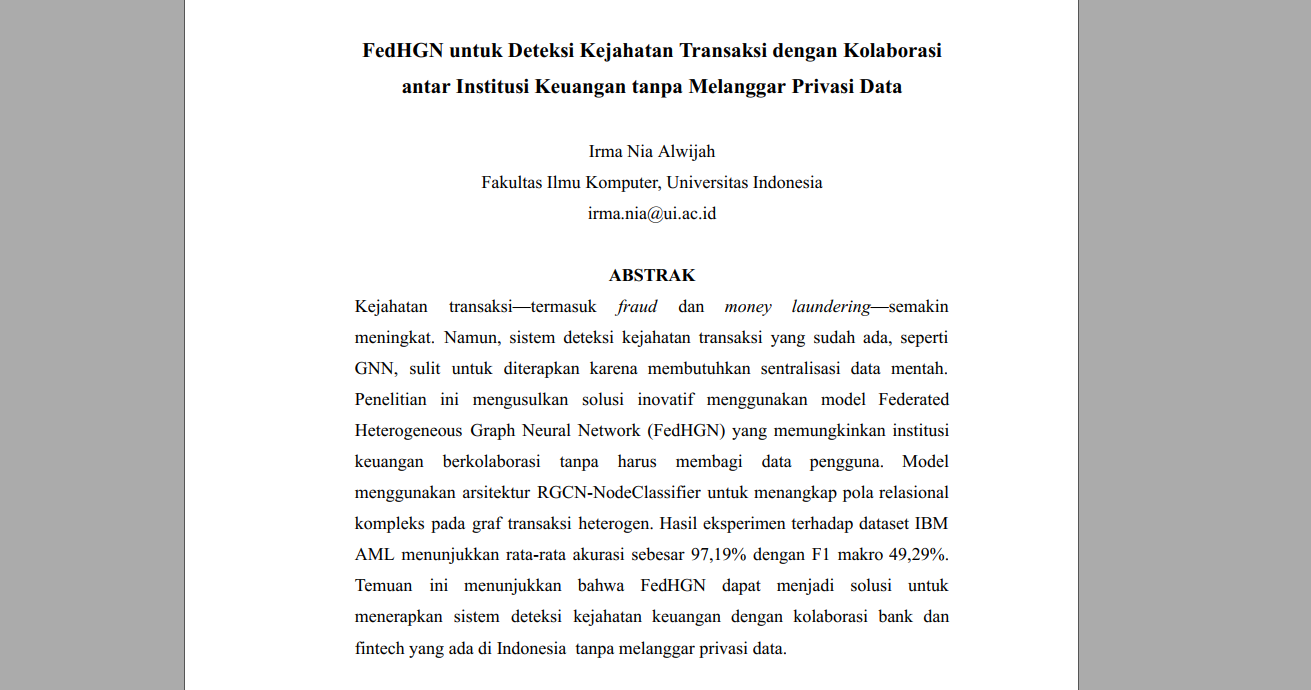 FedHGN untuk Deteksi Kejahatan Transaksi dengan Kolaborasi
antar Institusi Keuangan tanpa Melanggar Privasi Data
Irma Nia Alwijah
Fakultas Ilmu Komputer, Universitas Indonesia
irma.nia@ui.ac.id
ABSTRAK
Kejahatan transaksi—termasuk fraud dan money laundering—semakin
meningkat. Namun, sistem deteksi kejahatan transaksi yang sudah ada, seperti
GNN, sulit untuk diterapkan karena membutuhkan sentralisasi data mentah.
Penelitian ini mengusulkan solusi inovatif menggunakan model Federated
Heterogeneous Graph Neural Network (FedHGN) yang memungkinkan institusi
keuangan berkolaborasi tanpa harus membagi data pengguna. Model
menggunakan arsitektur RGCN-NodeClassifier untuk menangkap pola relasional
kompleks pada graf transaksi heterogen. Hasil eksperimen terhadap dataset IBM
AML menunjukkan rata-rata akurasi sebesar 97,19% dengan F1 makro 49,29%.
Temuan ini menunjukkan bahwa FedHGN dapat menjadi solusi untuk
menerapkan sistem deteksi kejahatan keuangan dengan kolaborasi bank dan
fintech yang ada di Indonesia  tanpa melanggar privasi data.